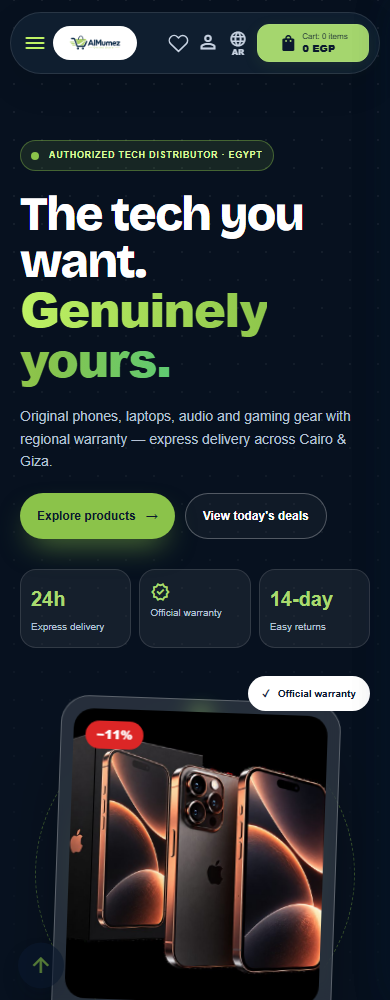 AlMumez
AR
Cart: 0 items
0 EGP
AUTHORIZED TECH DISTRIBUTOR · EGYPT
The tech you
want.
Genuinely
yours.
Original phones, laptops, audio and gaming gear with
regional warranty — express delivery across Cairo &
Giza.
Explore products →
View today's deals
24h
Express delivery
Official warranty
14-day
Easy returns
✓ Official warranty
−11%